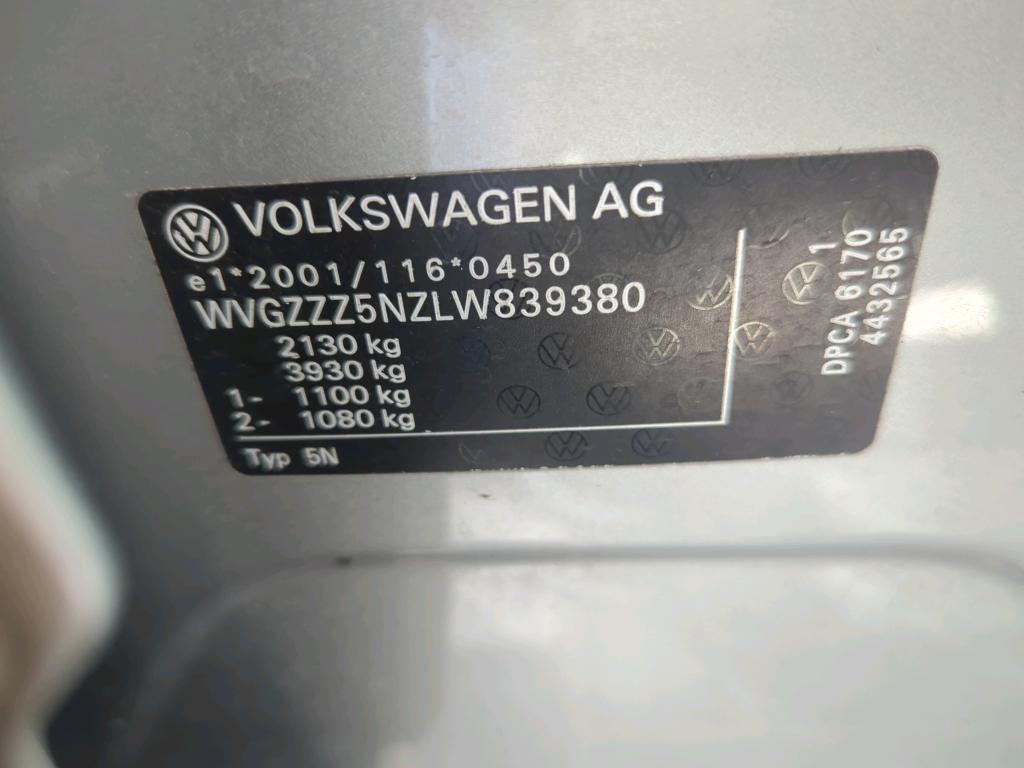 VOLKSWAGEN AG
e1*2001/116*0450
WVGZZZ5NZLW839380
2130 kg
3930 kg
1- 1100 kg
2- 1080 kg
Typ 5N
1
DPCA 6170
4432565